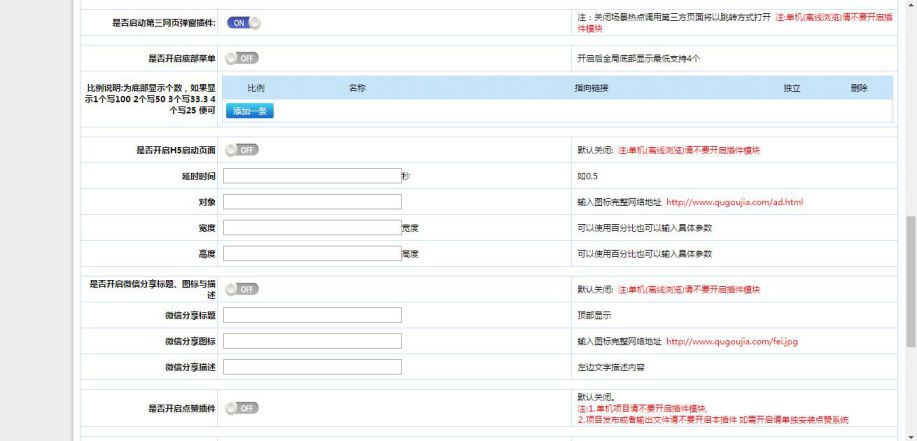 是否启动第三网页弹窗插件:
ON
注：关闭场景热点调用第三方页面将以跳转方式打开 注:单机(离线浏览)请不要开启插
件模块
是否开启底部菜单
OFF
开启后全局底部显示最低支持4个
比例说明:为底部显示个数，如果显
示1个写100 2个写50 3个写33.3 4
个写25 便可
比例 名称 指向链接 独立 删除
添加一条
是否开启H5启动页面
OFF
默认关闭: 注:单机(离线浏览)请不要开启插件模块
延时时间
秒
如0.5
对象
输入图标完整网络地址 http://www.qugoujia.com/ad.html
宽度
宽度
可以使用百分比也可以输入具体参数
高度
高度
可以使用百分比也可以输入具体参数
是否开启微信分享标题、图标与描
述
OFF
默认关闭: 注:单机(离线浏览)请不要开启插件模块
微信分享标题
顶部显示
微信分享图标
输入图标完整网络地址 http://www.qugoujia.com/fei.jpg
微信分享描述
左边文字描述内容
是否开启点赞插件
OFF
默认关闭。
注:1.单机项目请不要开启插件模块,
2.项目发布或者输出文件请不要开启本插件 如需开启请单独安装点赞系统